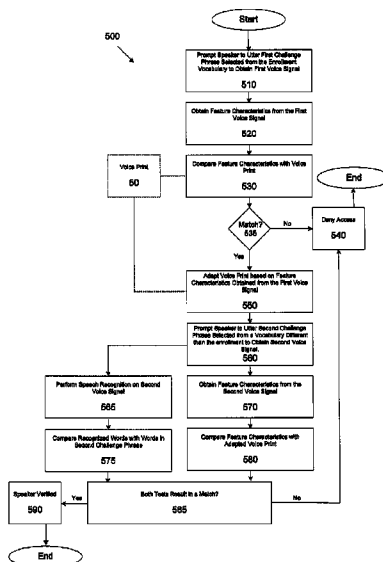 Start
500
Prompt Speaker to Utter First Challenge
Phrase Selected from the Enrollment
Vocabulary to Obtain First Voice Signal
510
Obtain Feature Characteristics from the First
Voice Signal
520
Voice Print
50
Compare Feature Characteristics with Voice
Print
530
End
Match?
535
No
Deny Access
540
Yes
Adapt Voice Print based on Feature
Characteristics Obtained from the First Voice
Signal
550
Prompt Speaker to Utter Second Challenge
Phrase Selected from a Vocabulary Different
than the enrollment to Obtain Second Voice
Signal.
560
Perform Speech Recognition on Second
Voice Signal
565
Obtain Feature Characteristics from the
Second Voice Signal
570
Compare Recognized Words with Words in
Second Challenge Phrase
575
Compare Feature Characteristics with
Adapted Voice Print
580
Speaker Verified
590
Yes
Both Tests Result in a Match?
585
No
End